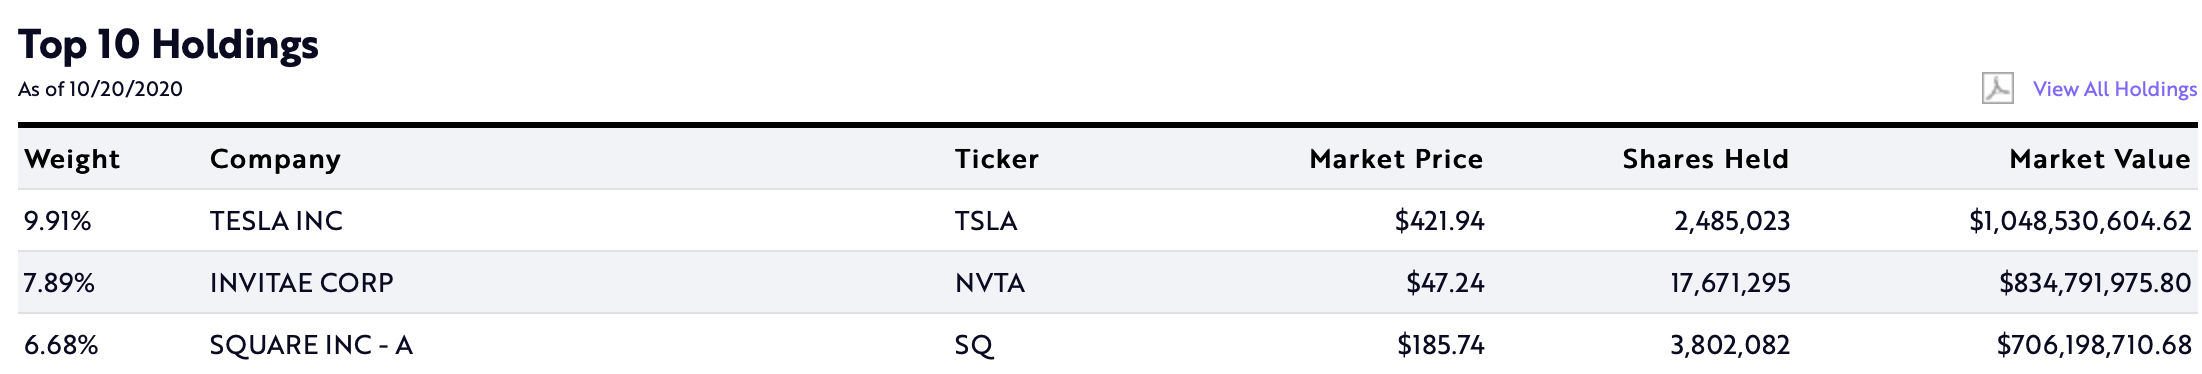 Top 10 Holdings
As of 10/20/2020
View All Holdings
Weight Company Ticker Market Price Shares Held Market Value
9.91% TESLA INC TSLA $421.94 2,485,023 $1,048,530,604.62
7.89% INVITAE CORP NVTA $47.24 17,671,295 $834,791,975.80
6.68% SQUARE INC - A SQ $185.74 3,802,082 $706,198,710.68